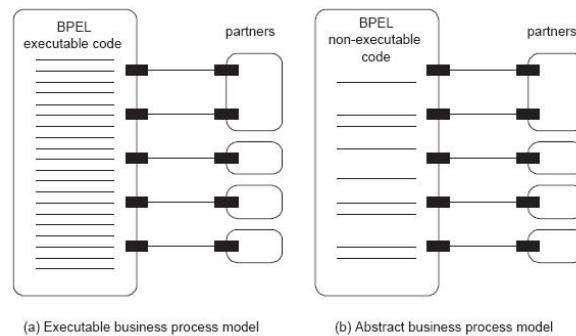 BPEL
executable code
partners
(a) Executable business process model
BPEL
non-executable
code
partners
(b) Abstract business process model